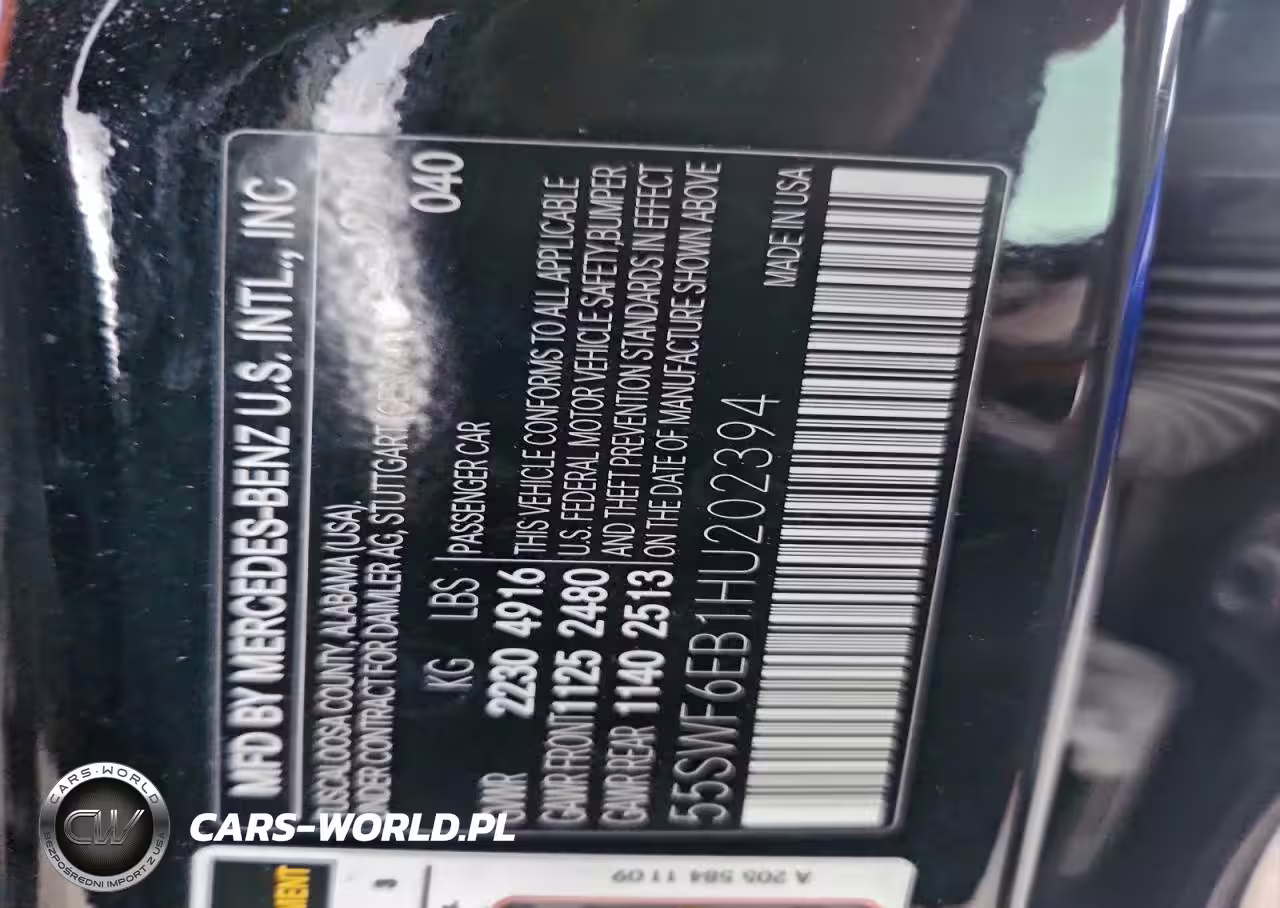 MFD BY MERCEDES-BENZ U.S. INTL., INC
TUSCALOOSA COUNTY, ALABAMA (USA),
UNDER CONTRACT FOR DAIMLER AG, STUTTGART
040
KG LBS PASSENGER CAR
GVWR 2230 4916 THIS VEHICLE CONFORMS TO ALL APPLICABLE
GAWR FRONT 1125 2480 U.S. FEDERAL MOTOR VEHICLE SAFETY,BUMPER
GAWR REAR 1140 2513 AND THEFT PREVENTION STANDARDS IN EFFECT
ON THE DATE OF MANUFACTURE SHOWN ABOVE
55SWF6EB1HU202394
MADE IN USA
A 205 584 11 09
CARS-WORLD
CW
BEZPOŚREDNI IMPORT Z USA
CARS-WORLD.PL